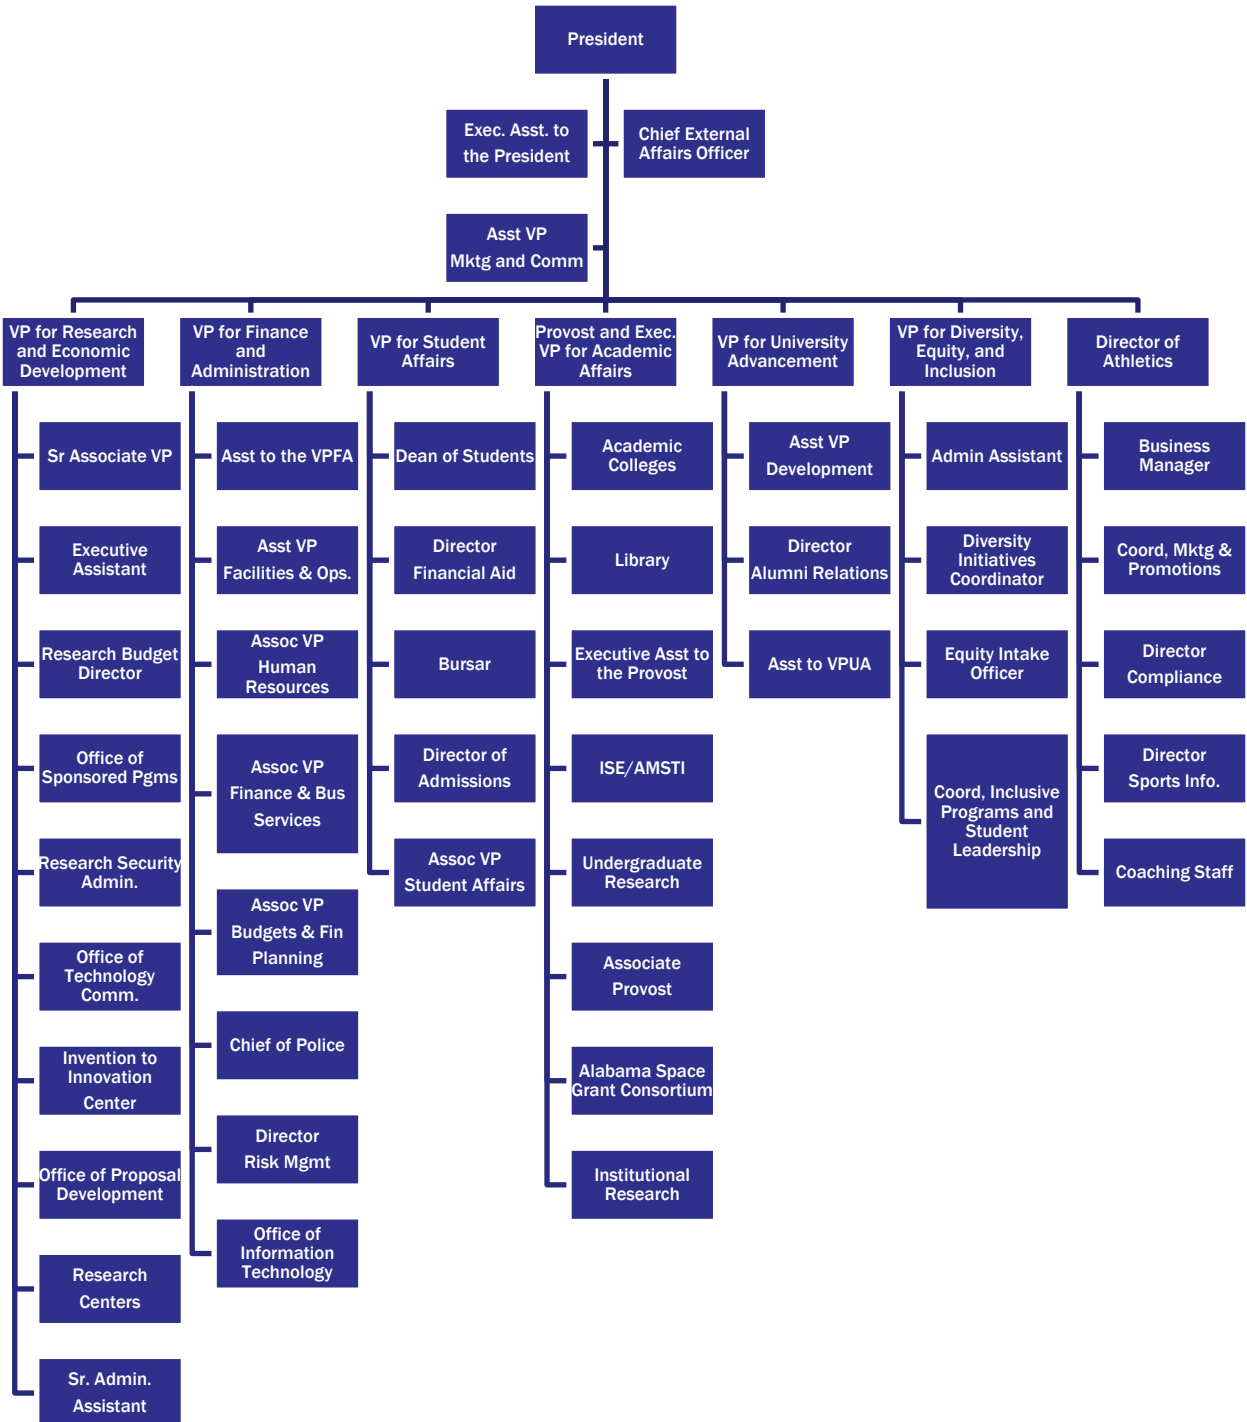 President
Exec. Asst. to
the President
Chief External
Affairs Officer
Asst VP
Mktg and Comm
VP for Research
and Economic
Development
VP for Finance
and
Administration
VP for Student
Affairs
Provost and Exec.
VP for Academic
Affairs
VP for University
Advancement
VP for Diversity,
Equity, and
Inclusion
Director of
Athletics
Sr Associate VP
Executive
Assistant
Research Budget
Director
Office of
Sponsored Pgms
Research Security
Admin.
Office of
Technology
Comm.
Invention to
Innovation
Center
Office of Proposal
Development
Research
Centers
Sr. Admin.
Assistant
Asst to the VPFA
Asst VP
Facilities & Ops.
Assoc VP
Human
Resources
Assoc VP
Finance & Bus
Services
Assoc VP
Budgets & Fin
Planning
Chief of Police
Director
Risk Mgmt
Office of
Information
Technology
Dean of Students
Director
Financial Aid
Bursar
Director of
Admissions
Assoc VP
Student Affairs
Academic
Colleges
Library
Executive Asst to
the Provost
ISE/AMSTI
Undergraduate
Research
Associate
Provost
Alabama Space
Grant Consortium
Institutional
Research
Asst VP
Development
Director
Alumni Relations
Asst to VPUA
Admin Assistant
Diversity
Initiatives
Coordinator
Equity Intake
Officer
Coord, Inclusive
Programs and
Student
Leadership
Business
Manager
Coord, Mktg &
Promotions
Director
Compliance
Director
Sports Info.
Coaching Staff